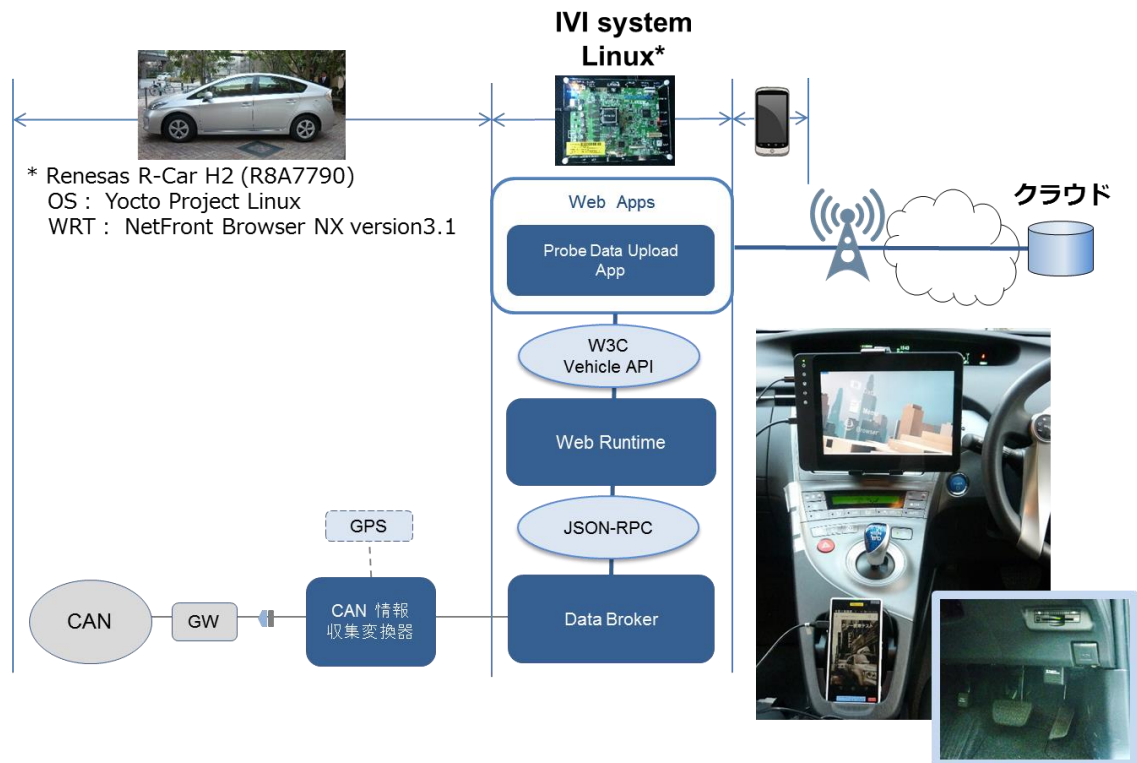 IVI system
Linux*
* Renesas R-Car H2 (R8A7790)
OS： Yocto Project Linux
WRT： NetFront Browser NX version3.1
クラウド
Web Apps
Probe Data Upload
App
W3C
Vehicle API
Web Runtime
JSON-RPC
GPS
CAN
GW
CAN 情報
収集変換器
Data Broker
Menu
Browser